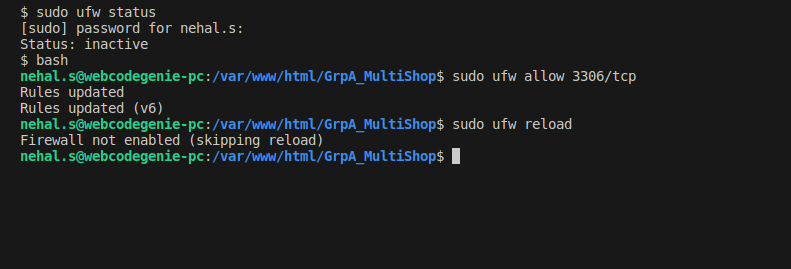 $ sudo ufw status
[sudo] password for nehal.s:
Status: inactive
$ bash
nehal.s@webcodegenie-pc:/var/www/html/GrpA_MultiShop$ sudo ufw allow 3306/tcp
Rules updated
Rules updated (v6)
nehal.s@webcodegenie-pc:/var/www/html/GrpA_MultiShop$ sudo ufw reload
Firewall not enabled (skipping reload)
nehal.s@webcodegenie-pc:/var/www/html/GrpA_MultiShop$